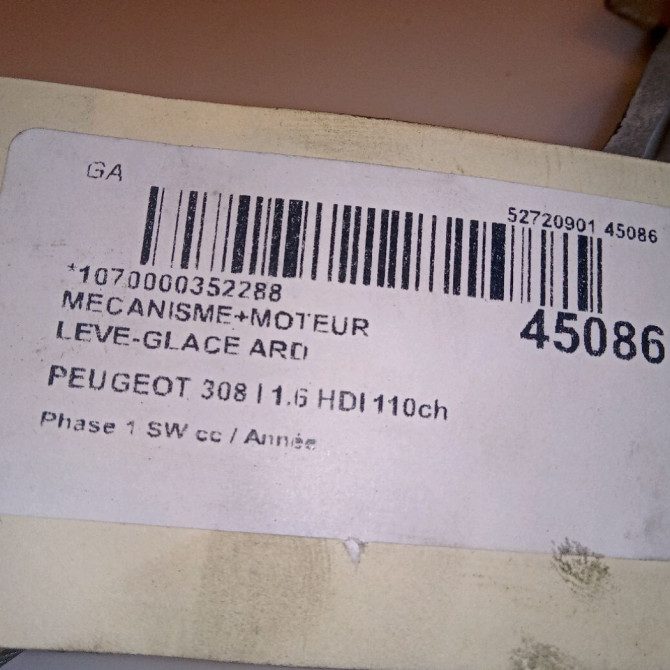 GA
52720901 45086
*1070000352288
45086
MECANISME+MOTEUR
LEVE-GLACE ARD
PEUGEOT 308 I 1.6 HDI 110ch
Phase 1 SW cc / Année